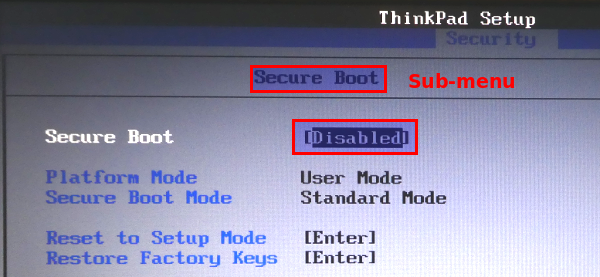 ThinkPad Setup
Security
Secure Boot Sub-menu
Secure Boot [Disabled]
Platform Mode User Mode
Secure Boot Mode Standard Mode
Reset to Setup Mode [Enter]
Restore Factory Keys [Enter]